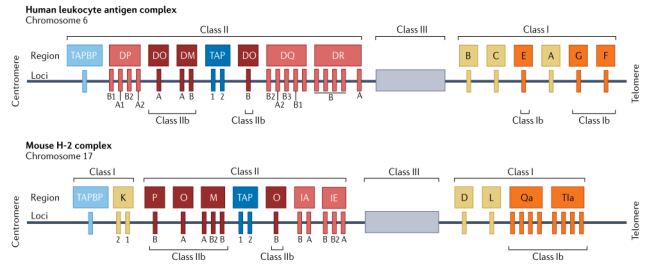 Human leukocyte antigen complex
Chromosome 6
Class II Class III Class I
Region TAPBP DP DO DM TAP DO DQ DR B C E A G F
Loci
Centromere
Telomere
B1 A1 B2 A2 A A B 1 2 B B2 A2 B3 B1 B A
Class IIb Class IIb Class Ib Class Ib
Mouse H-2 complex
Chromosome 17
Class I Class II Class III Class I
Region TAPBP K P O M TAP O IA IE D L Qa Tla
Loci
Centromere
Telomere
2 1 B A A B2 B 1 2 B B A B B2 A
Class IIb Class IIb Class Ib